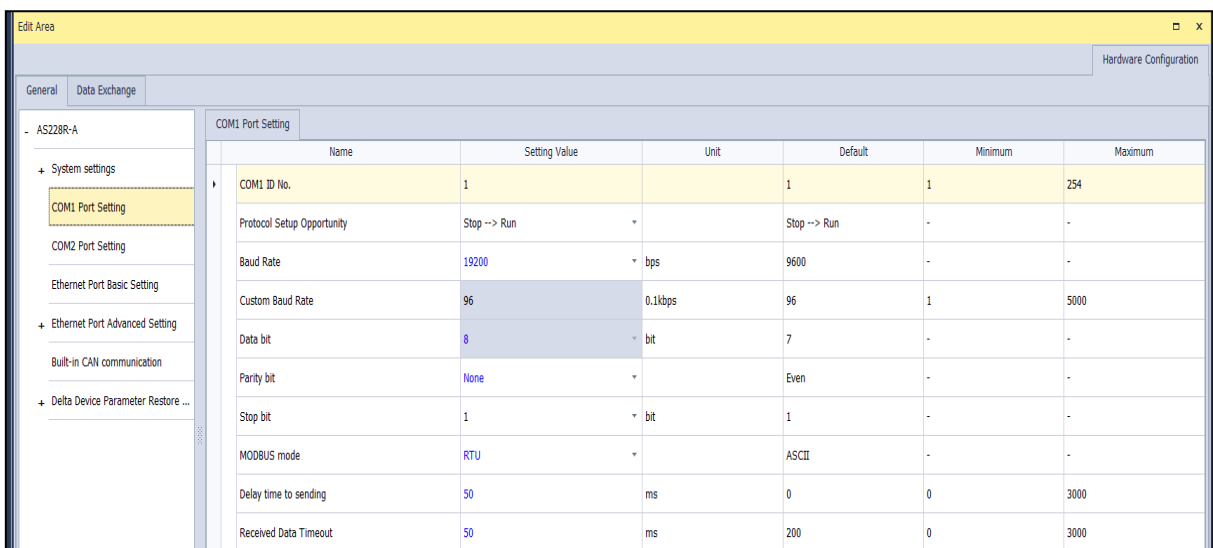 Edit Area
Hardware Configuration
General Data Exchange
- AS228R-A
+ System settings
COM1 Port Setting
COM2 Port Setting
Ethernet Port Basic Setting
+ Ethernet Port Advanced Setting
Built-in CAN communication
+ Delta Device Parameter Restore ...
COM1 Port Setting
Name Setting Value Unit Default Minimum Maximum
COM1 ID No. 1 1 1 254
Protocol Setup Opportunity Stop --> Run Stop --> Run - -
Baud Rate 19200 bps 9600 - -
Custom Baud Rate 96 0.1kbps 96 1 5000
Data bit 8 bit 7 - -
Parity bit None Even - -
Stop bit 1 bit 1 - -
MODBUS mode RTU ASCII - -
Delay time to sending 50 ms 0 0 3000
Received Data Timeout 50 ms 200 0 3000